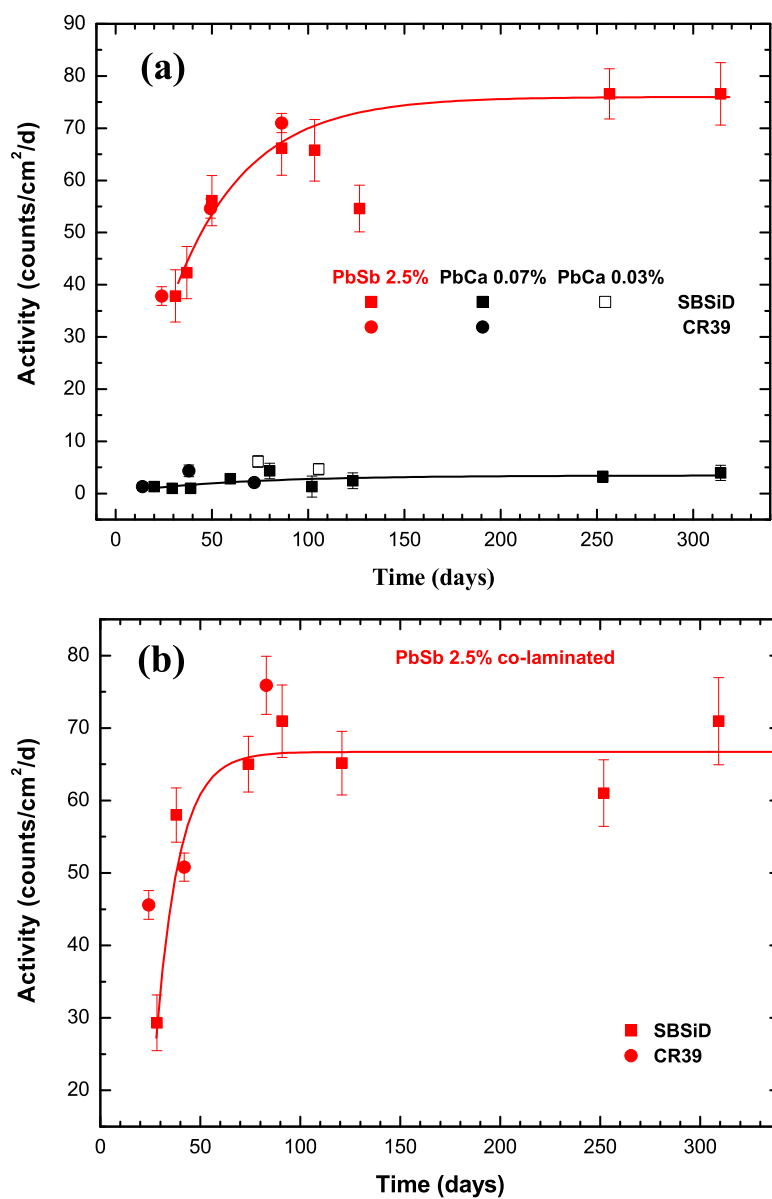 (a)
Activity (counts/cm²/d)
90
80
70
60
50
40
30
20
10
0
PbSb 2.5% PbCa 0.07% PbCa 0.03%
SBSiD
CR39
0 50 100 150 200 250 300
Time (days)
(b)
PbSb 2.5% co-laminated
Activity (counts/cm²/d)
80
70
60
50
40
30
20
SBSiD
CR39
0 50 100 150 200 250 300
Time (days)